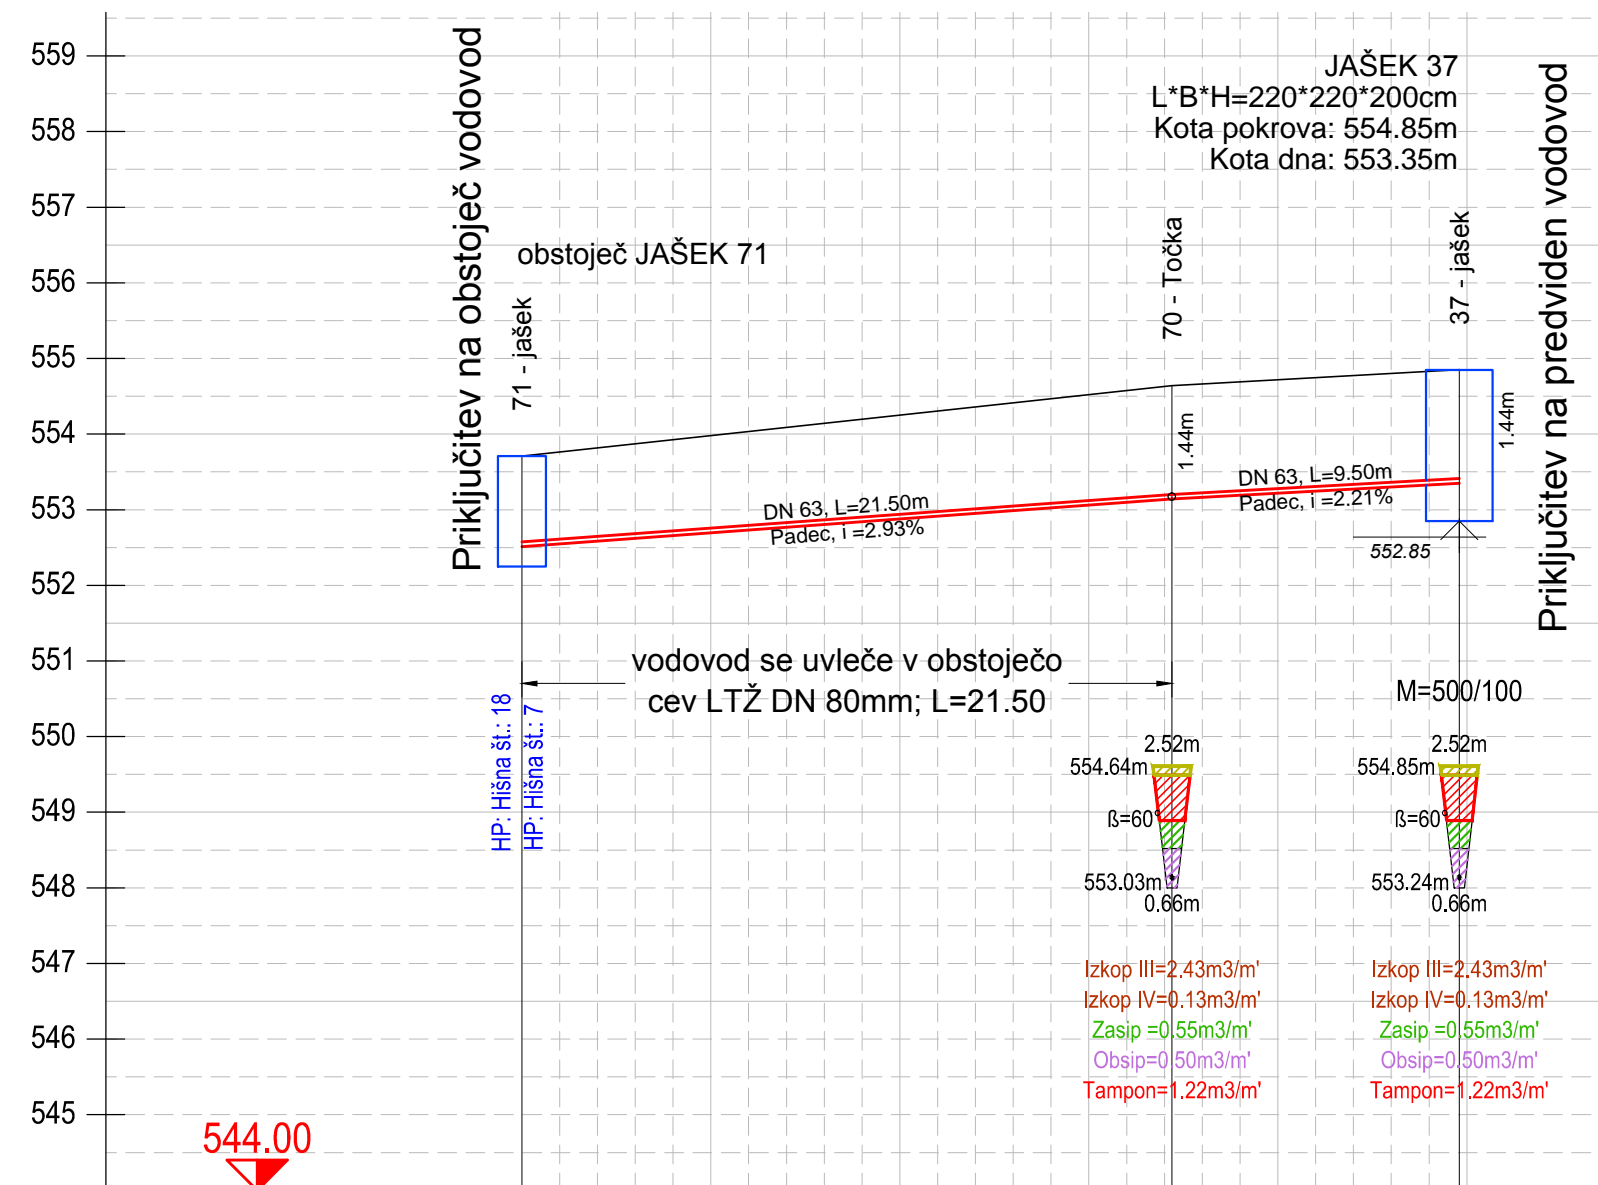 559
558
557
556
555
554
553
552
551
550
549
548
547
546
545
544.00
Priključitev na obstoječ vodovod
obstoječ JAŠEK 71
71 - jašek
JAŠEK 37
L*B*H=220*220*200cm
Kota pokrova: 554.85m
Kota dna: 553.35m
70 - Točka
37 - jašek
Priključitev na predviden vodovod
1.44m
1.44m
DN 63, L=21.50m
Padec, i =2.93%
DN 63, L=9.50m
Padec, i =2.21%
552.85
vodovod se uvleče v obstoječo
cev LTŽ DN 80mm; L=21.50
M=500/100
HP: Hišna št.: 18
HP: Hišna št.: 7
2.52m
554.64m
ß=60°
553.03m
0.66m
2.52m
554.85m
ß=60°
553.24m
0.66m
Izkop III=2.43m3/m'
Izkop IV=0.13m3/m'
Zasip =0.55m3/m'
Obsip=0.50m3/m'
Tampon=1.22m3/m'
Izkop III=2.43m3/m'
Izkop IV=0.13m3/m'
Zasip =0.55m3/m'
Obsip=0.50m3/m'
Tampon=1.22m3/m'